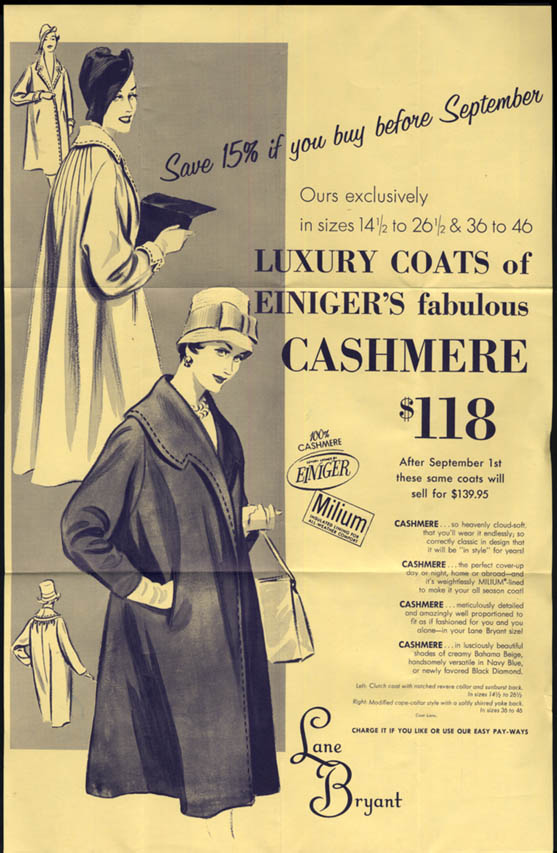 Save 15% if you buy before September
Ours exclusively
in sizes 14½ to 26½ & 36 to 46
LUXURY COATS of
EINIGER'S fabulous
CASHMERE
$118
100%
CASHMERE
EINIGER
Milium
INSULATED LINING FOR
ALL-WEATHER COMFORT
After September 1st
these same coats will
sell for $139.95
CASHMERE...so heavenly cloud-soft,
that you'll wear it endlessly; so
correctly classic in design that
it will be "in style" for years!
CASHMERE...the perfect cover-up
day or night, home or abroad—and
it's weightlessly MILIUM®-lined
to make it your all season coat!
CASHMERE...meticulously detailed
and amazingly well proportioned to
fit as if fashioned for you and you
alone—in your Lane Bryant size!
CASHMERE...in lusciously beautiful
shades of creamy Bahama Beige,
handsomely versatile in Navy Blue,
or newly favored Black Diamond.
Left: Clutch coat with notched revere collar and sunburst back.
In sizes 14½ to 26½
Right: Modified cape-collar style with a softly shirred yoke back.
In sizes 36 to 46
Coat Lane,
CHARGE IT IF YOU LIKE OR USE OUR EASY PAY-WAYS
Lane
Bryant